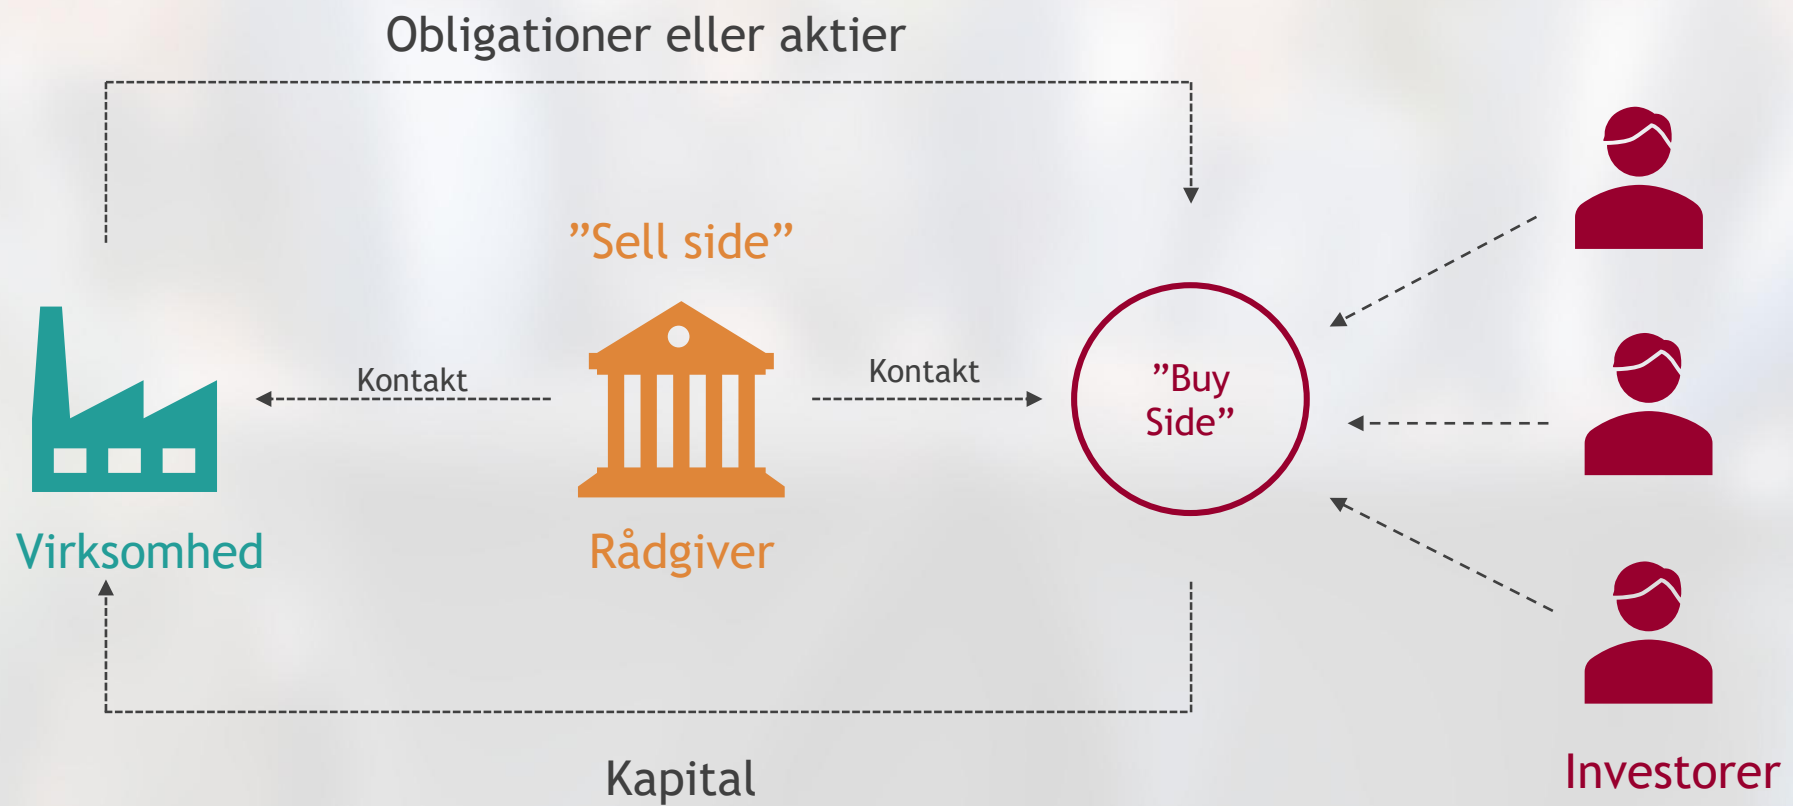 Obligationer eller aktier
”Sell side”
Kontakt
Kontakt
”Buy
Side”
Virksomhed
Rådgiver
Kapital
Investorer